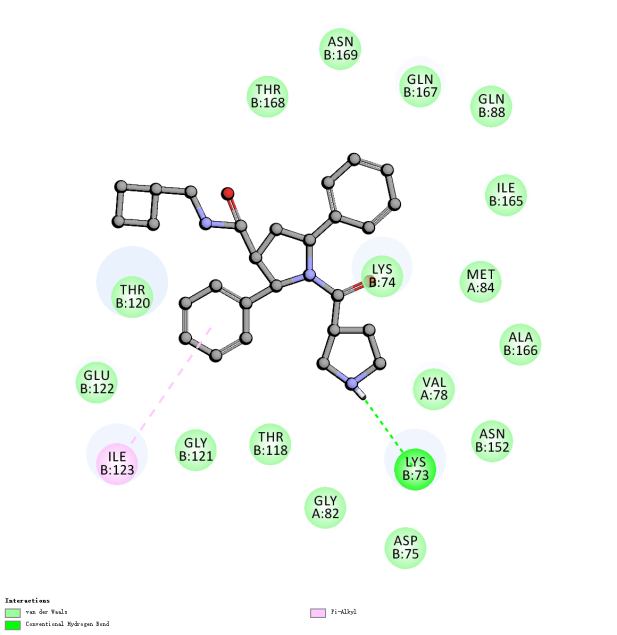 ASN
B:169
GLN
B:167
THR
B:168
GLN
B:88
ILE
B:165
LYS
B:74
MET
A:84
THR
B:120
ALA
B:166
GLU
B:122
VAL
A:78
THR
B:118
GLY
B:121
ASN
B:152
ILE
B:123
LYS
B:73
GLY
A:82
ASP
B:75
Interactions
van der Waals
Conventional Hydrogen Bond
Pi-Alkyl